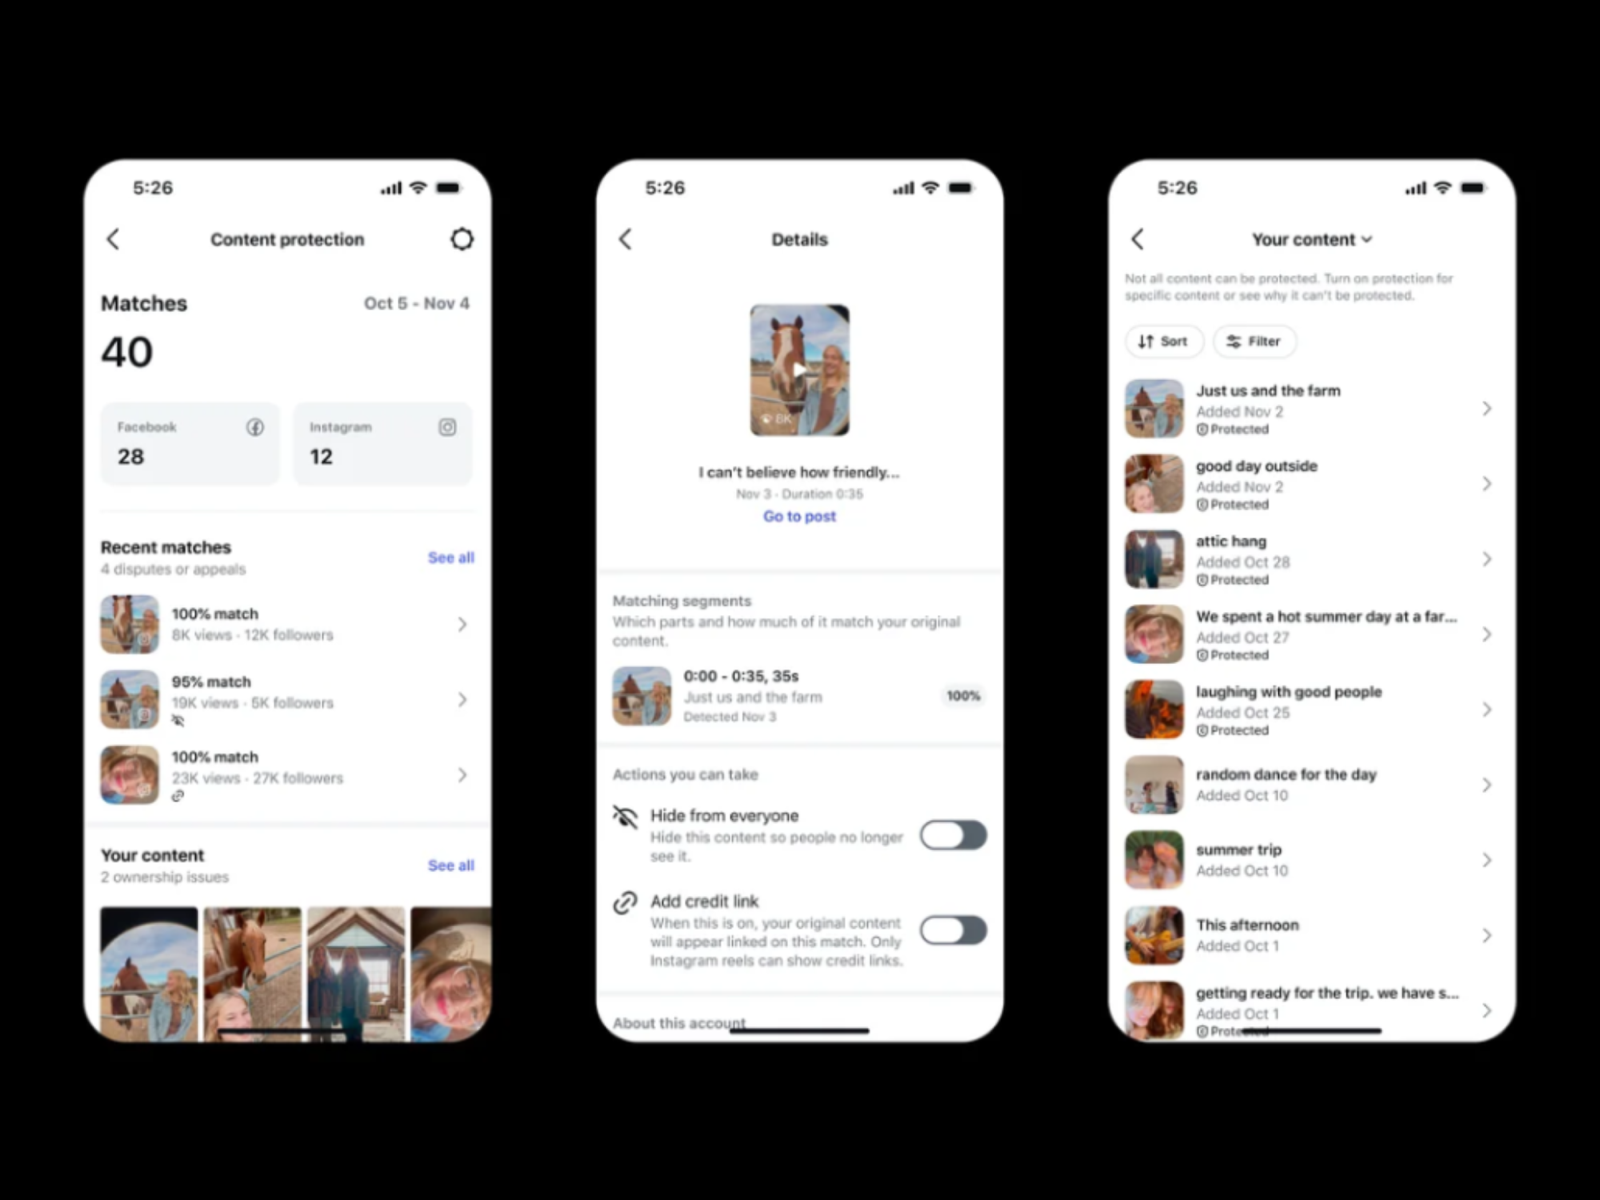 5:26
Content protection
Matches
Oct 5 - Nov 4
40
Facebook
28
Instagram
12
Recent matches
See all
4 disputes or appeals
100% match
8K views · 12K followers
95% match
19K views · 5K followers
100% match
23K views · 27K followers
Your content
See all
2 ownership issues
5:26
Details
8K
I can't believe how friendly...
Nov 3 · Duration 0:35
Go to post
Matching segments
Which parts and how much of it match your original
content.
0:00 - 0:35, 35s
Just us and the farm
100%
Detected Nov 3
Actions you can take
Hide from everyone
Hide this content so people no longer
see it.
Add credit link
When this is on, your original content
will appear linked on this match. Only
Instagram reels can show credit links.
About this account
5:26
Your content
Not all content can be protected. Turn on protection for
specific content or see why it can't be protected.
Sort
Filter
Just us and the farm
Added Nov 2
Protected
good day outside
Added Nov 2
Protected
attic hang
Added Oct 28
Protected
We spent a hot summer day at a far...
Added Oct 27
Protected
laughing with good people
Added Oct 25
Protected
random dance for the day
Added Oct 10
summer trip
Added Oct 10
This afternoon
Added Oct 1
getting ready for the trip. we have s...
Added Oct 1
Protected